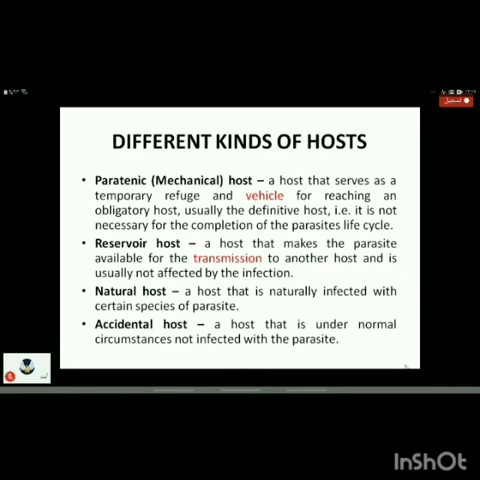 تسجيل
DIFFERENT KINDS OF HOSTS
• Paratenic (Mechanical) host – a host that serves as a
temporary refuge and vehicle for reaching an
obligatory host, usually the definitive host, i.e. it is not
necessary for the completion of the parasites life cycle.
• Reservoir host – a host that makes the parasite
available for the transmission to another host and is
usually not affected by the infection.
• Natural host – a host that is naturally infected with
certain species of parasite.
• Accidental host – a host that is under normal
circumstances not infected with the parasite.
InShOt